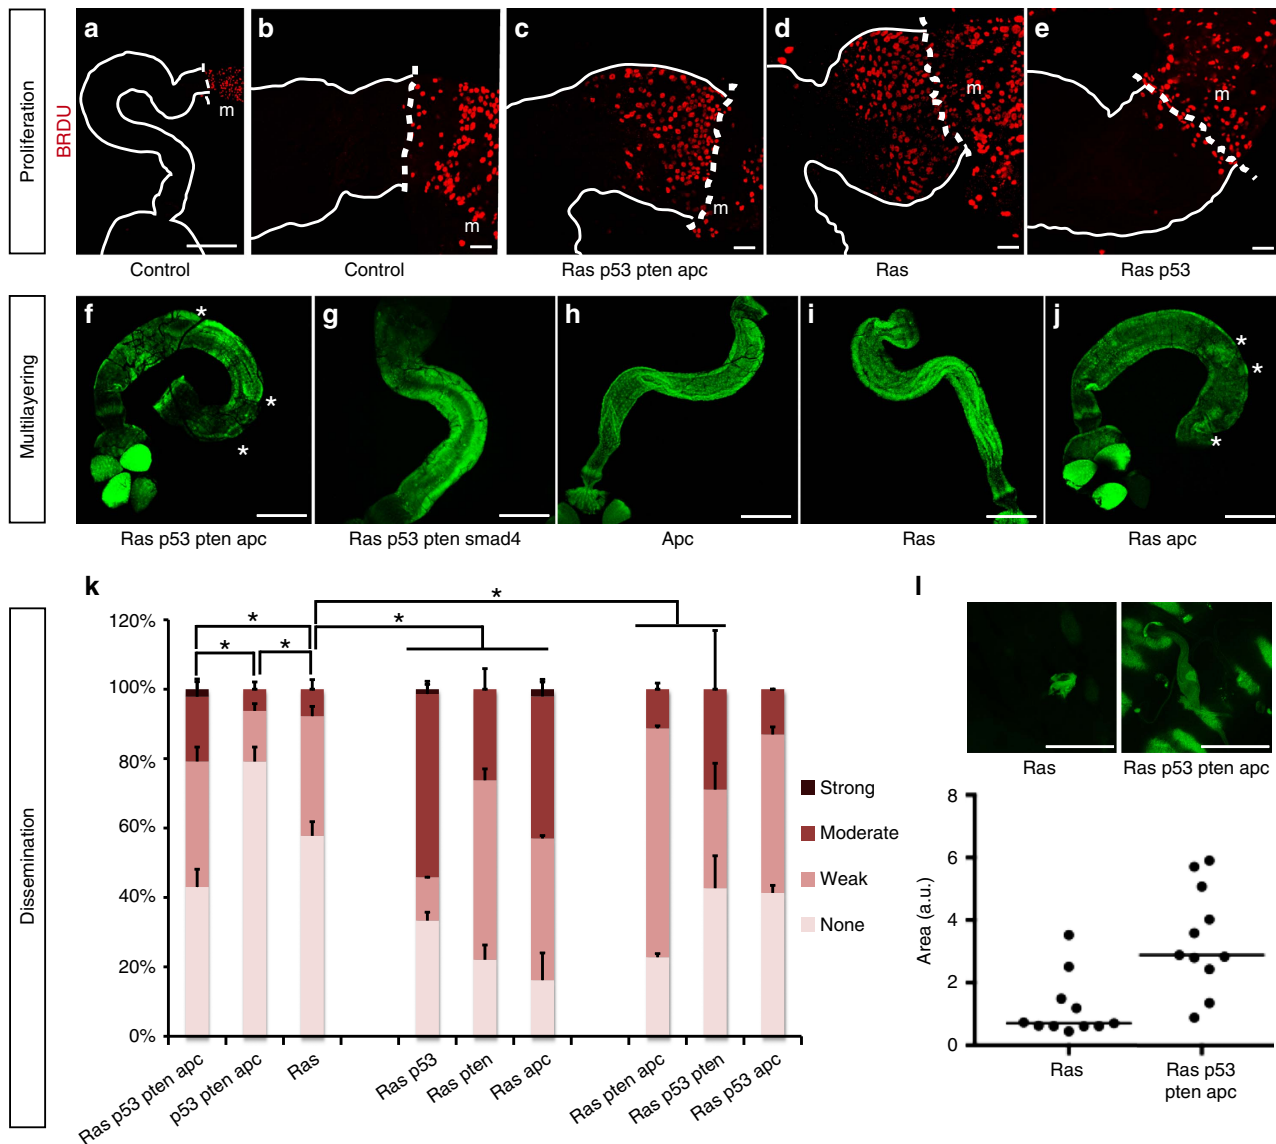 Proliferation
BRDU
a
m
Control
b
m
Control
c
m
Ras p53 pten apc
d
m
Ras
e
m
Ras p53
Multilayering
f
*
*
*
Ras p53 pten apc
g
Ras p53 pten smad4
h
Apc
i
Ras
j
*
*
*
Ras apc
Dissemination
k
120%
100%
80%
60%
40%
20%
0%
*
*
*
*
*
Ras p53 pten apc
p53 pten apc
Ras
Ras p53
Ras pten
Ras apc
Ras pten apc
Ras p53 pten
Ras p53 apc
Strong
Moderate
Weak
None
l
Ras
Ras p53 pten apc
Area (a.u.)
8
6
4
2
0
Ras
Ras p53
pten apc